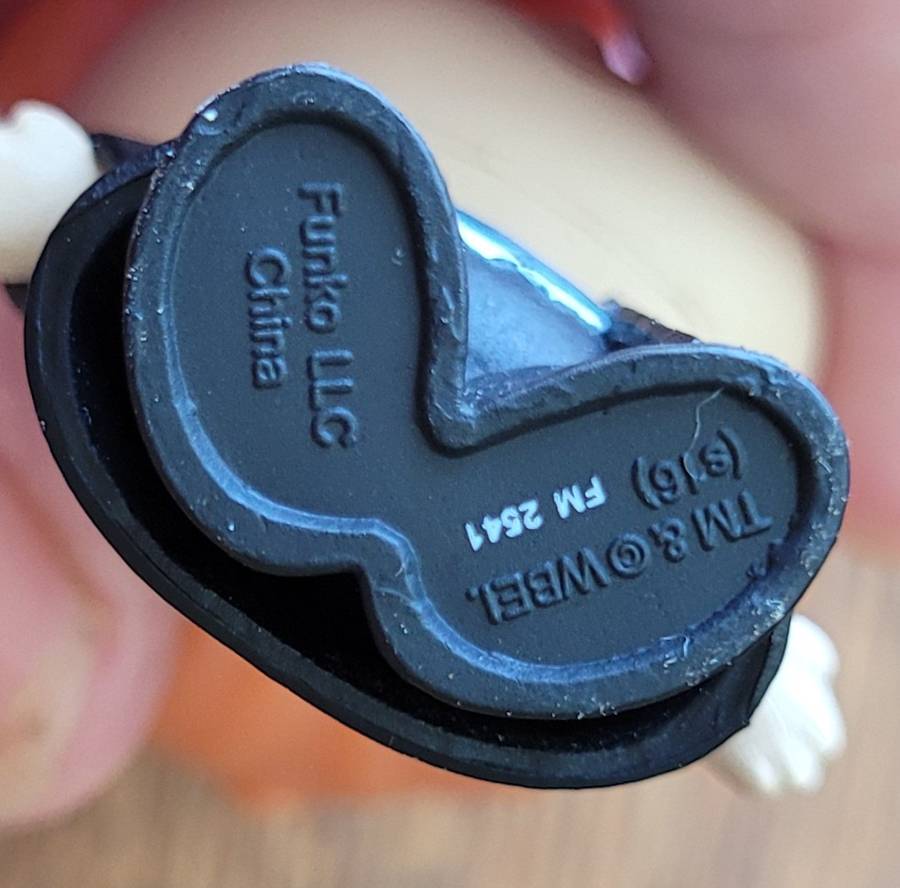 Funko LLC
China
TM & © WBEI.
(s16)
FM 2541